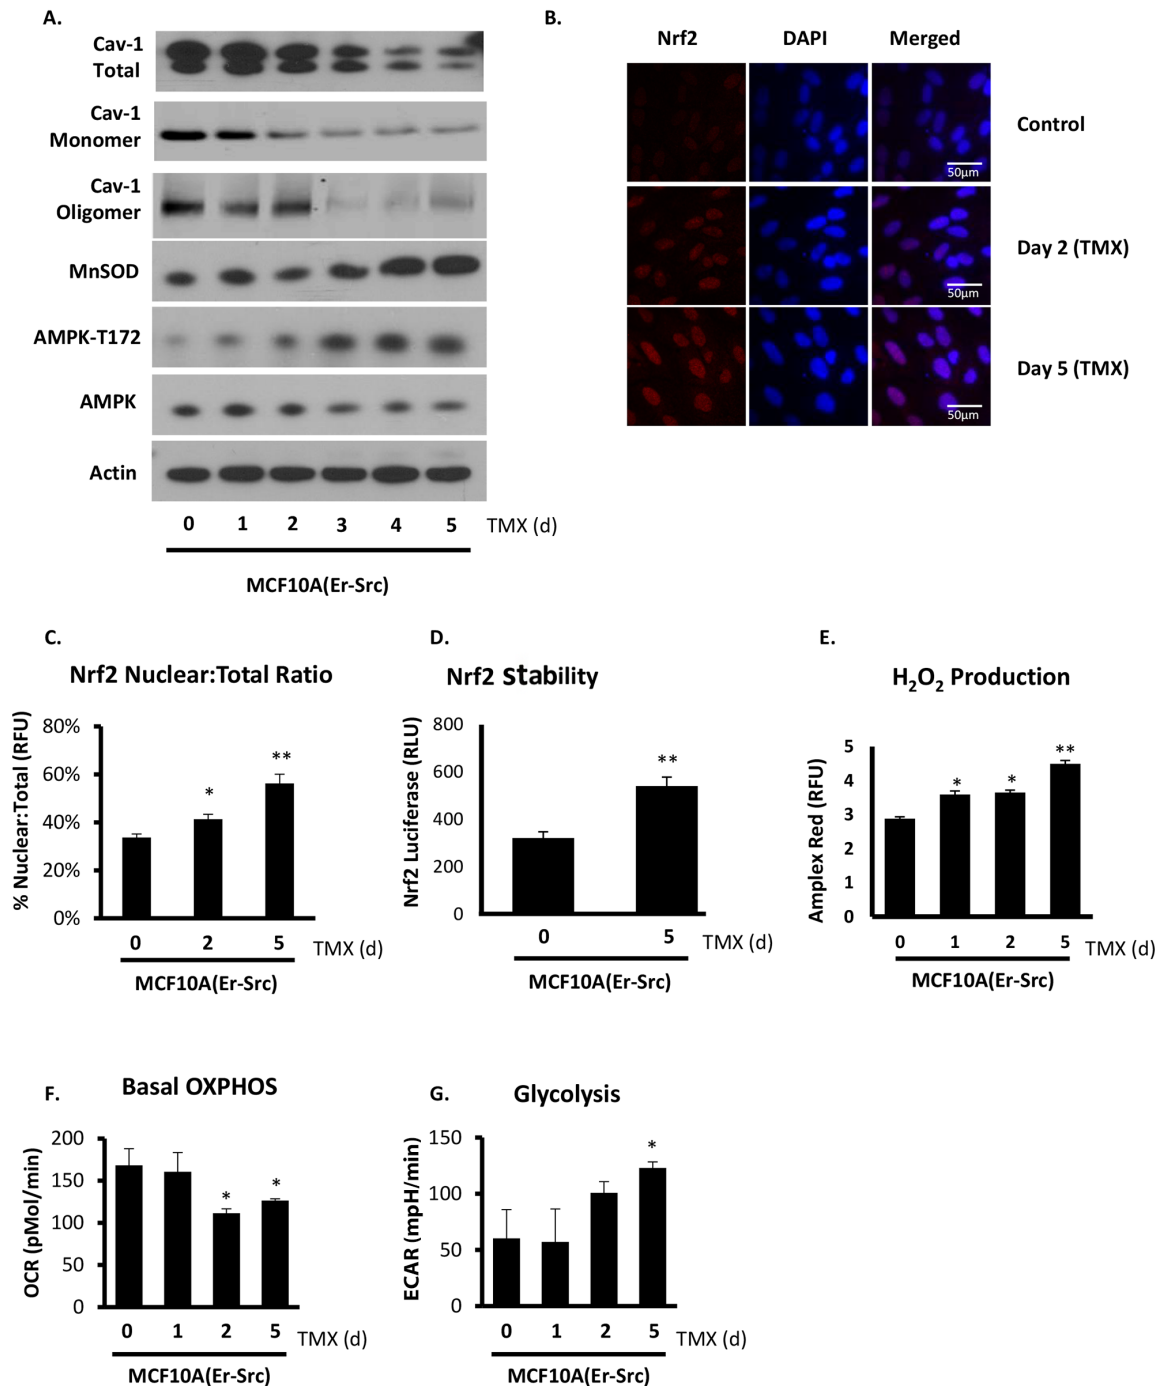 A.
Cav-1
Total
Cav-1
Monomer
Cav-1
Oligomer
MnSOD
AMPK-T172
AMPK
Actin
0 1 2 3 4 5 TMX (d)
MCF10A(Er-Src)
B.
Nrf2 DAPI Merged
Control
50μm
Day 2 (TMX)
50μm
Day 5 (TMX)
50μm
C.
Nrf2 Nuclear:Total Ratio
% Nuclear:Total (RFU)
80%
60%
40%
20%
0%
* **
0 2 5 TMX (d)
MCF10A(Er-Src)
D.
Nrf2 Stability
Nrf2 Luciferase (RLU)
800
600
400
200
0
**
0 5 TMX (d)
MCF10A(Er-Src)
E.
H₂O₂ Production
Amplex Red (RFU)
5
4
3
2
1
0
* * **
0 1 2 5 TMX (d)
MCF10A(Er-Src)
F.
Basal OXPHOS
OCR (pMol/min)
200
150
100
50
0
* *
0 1 2 5 TMX (d)
MCF10A(Er-Src)
G.
Glycolysis
ECAR (mpH/min)
150
100
50
0
*
0 1 2 5 TMX (d)
MCF10A(Er-Src)